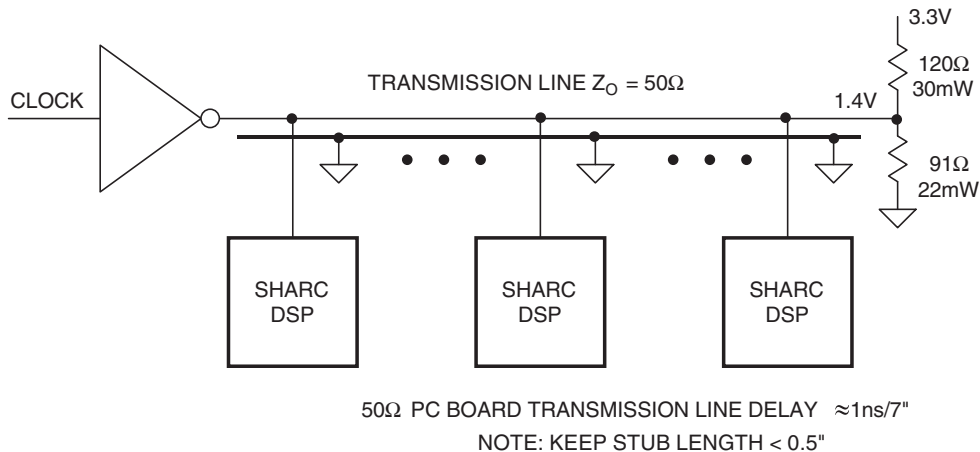 3.3V
120Ω
30mW
TRANSMISSION LINE Z_O = 50Ω
1.4V
CLOCK
91Ω
22mW
SHARC
DSP
SHARC
DSP
SHARC
DSP
50Ω PC BOARD TRANSMISSION LINE DELAY ≈1ns/7"
NOTE: KEEP STUB LENGTH < 0.5"